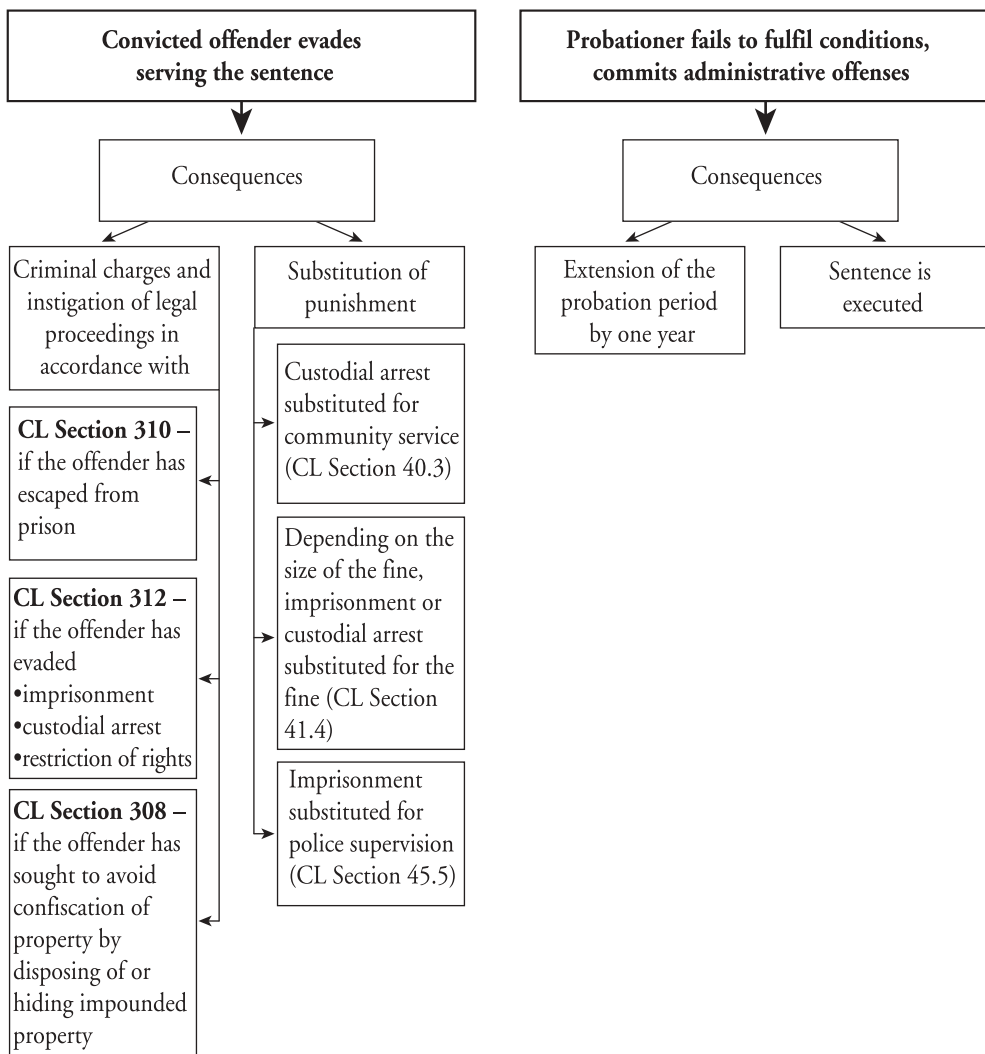 Convicted offender evades
serving the sentence
Consequences
Criminal charges and
instigation of legal
proceedings in
accordance with
CL Section 310 –
if the offender has
escaped from
prison
CL Section 312 –
if the offender has
evaded
•imprisonment
•custodial arrest
•restriction of rights
CL Section 308 –
if the offender has
sought to avoid
confiscation of
property by
disposing of or
hiding impounded
property
Substitution of
punishment
Custodial arrest
substituted for
community service
(CL Section 40.3)
Depending on the
size of the fine,
imprisonment or
custodial arrest
substituted for the
fine (CL Section
41.4)
Imprisonment
substituted for
police supervision
(CL Section 45.5)
Probationer fails to fulfil conditions,
commits administrative offenses
Consequences
Extension of the
probation period
by one year
Sentence is
executed